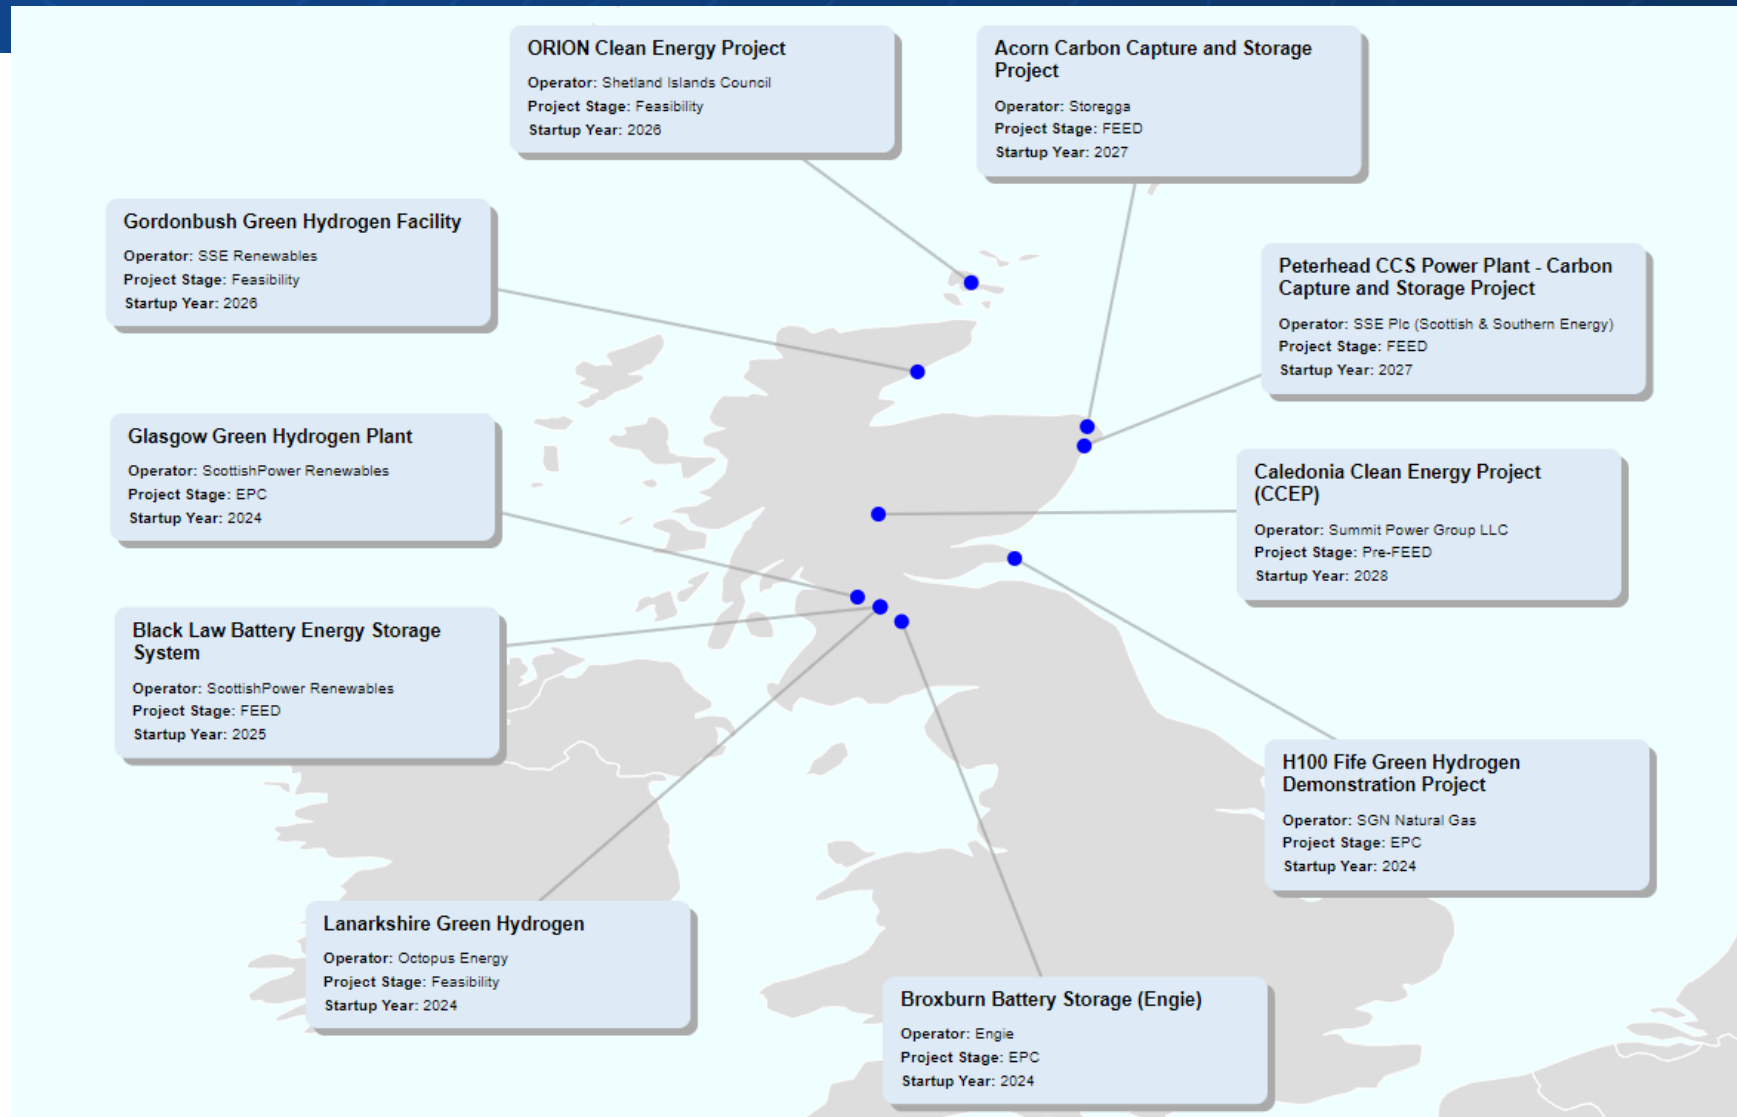 ORION Clean Energy Project
Operator: Shetland Islands Council
Project Stage: Feasibility
Startup Year: 2026
Acorn Carbon Capture and Storage
Project
Operator: Storegga
Project Stage: FEED
Startup Year: 2027
Gordonbush Green Hydrogen Facility
Operator: SSE Renewables
Project Stage: Feasibility
Startup Year: 2026
Peterhead CCS Power Plant - Carbon
Capture and Storage Project
Operator: SSE Plc (Scottish & Southern Energy)
Project Stage: FEED
Startup Year: 2027
Glasgow Green Hydrogen Plant
Operator: ScottishPower Renewables
Project Stage: EPC
Startup Year: 2024
Caledonia Clean Energy Project
(CCEP)
Operator: Summit Power Group LLC
Project Stage: Pre-FEED
Startup Year: 2028
Black Law Battery Energy Storage
System
Operator: ScottishPower Renewables
Project Stage: FEED
Startup Year: 2025
H100 Fife Green Hydrogen
Demonstration Project
Operator: SGN Natural Gas
Project Stage: EPC
Startup Year: 2024
Lanarkshire Green Hydrogen
Operator: Octopus Energy
Project Stage: Feasibility
Startup Year: 2024
Broxburn Battery Storage (Engie)
Operator: Engie
Project Stage: EPC
Startup Year: 2024